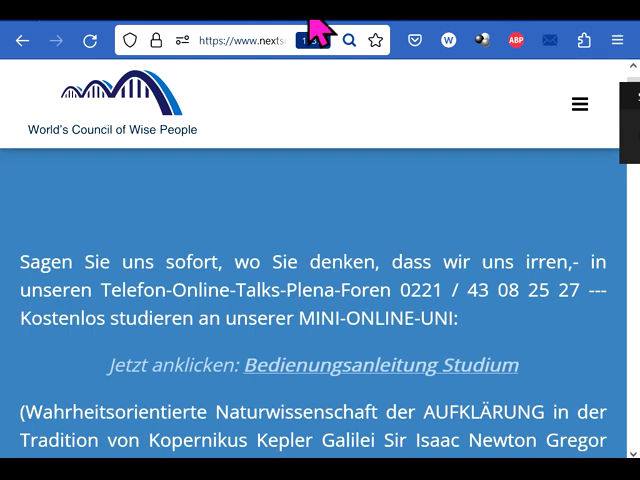 https://www.nexts
W
ABP
World's Council of Wise People
Sagen Sie uns sofort, wo Sie denken, dass wir uns irren,- in
unseren Telefon-Online-Talks-Plena-Foren 0221 / 43 08 25 27 ---
Kostenlos studieren an unserer MINI-ONLINE-UNI:
Jetzt anklicken: Bedienungsanleitung Studium
(Wahrheitsorientierte Naturwissenschaft der AUFKLÄRUNG in der
Tradition von Kopernikus Kepler Galilei Sir Isaac Newton Gregor